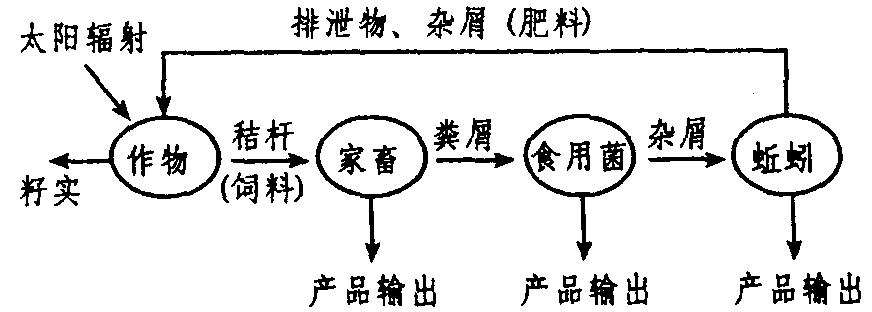 排泄物、杂屑(肥料)
太阳辐射
作物
秸杆
(饲料)
家畜
粪屑
食用菌
杂屑
蚯蚓
籽实
产品输出
产品输出
产品输出